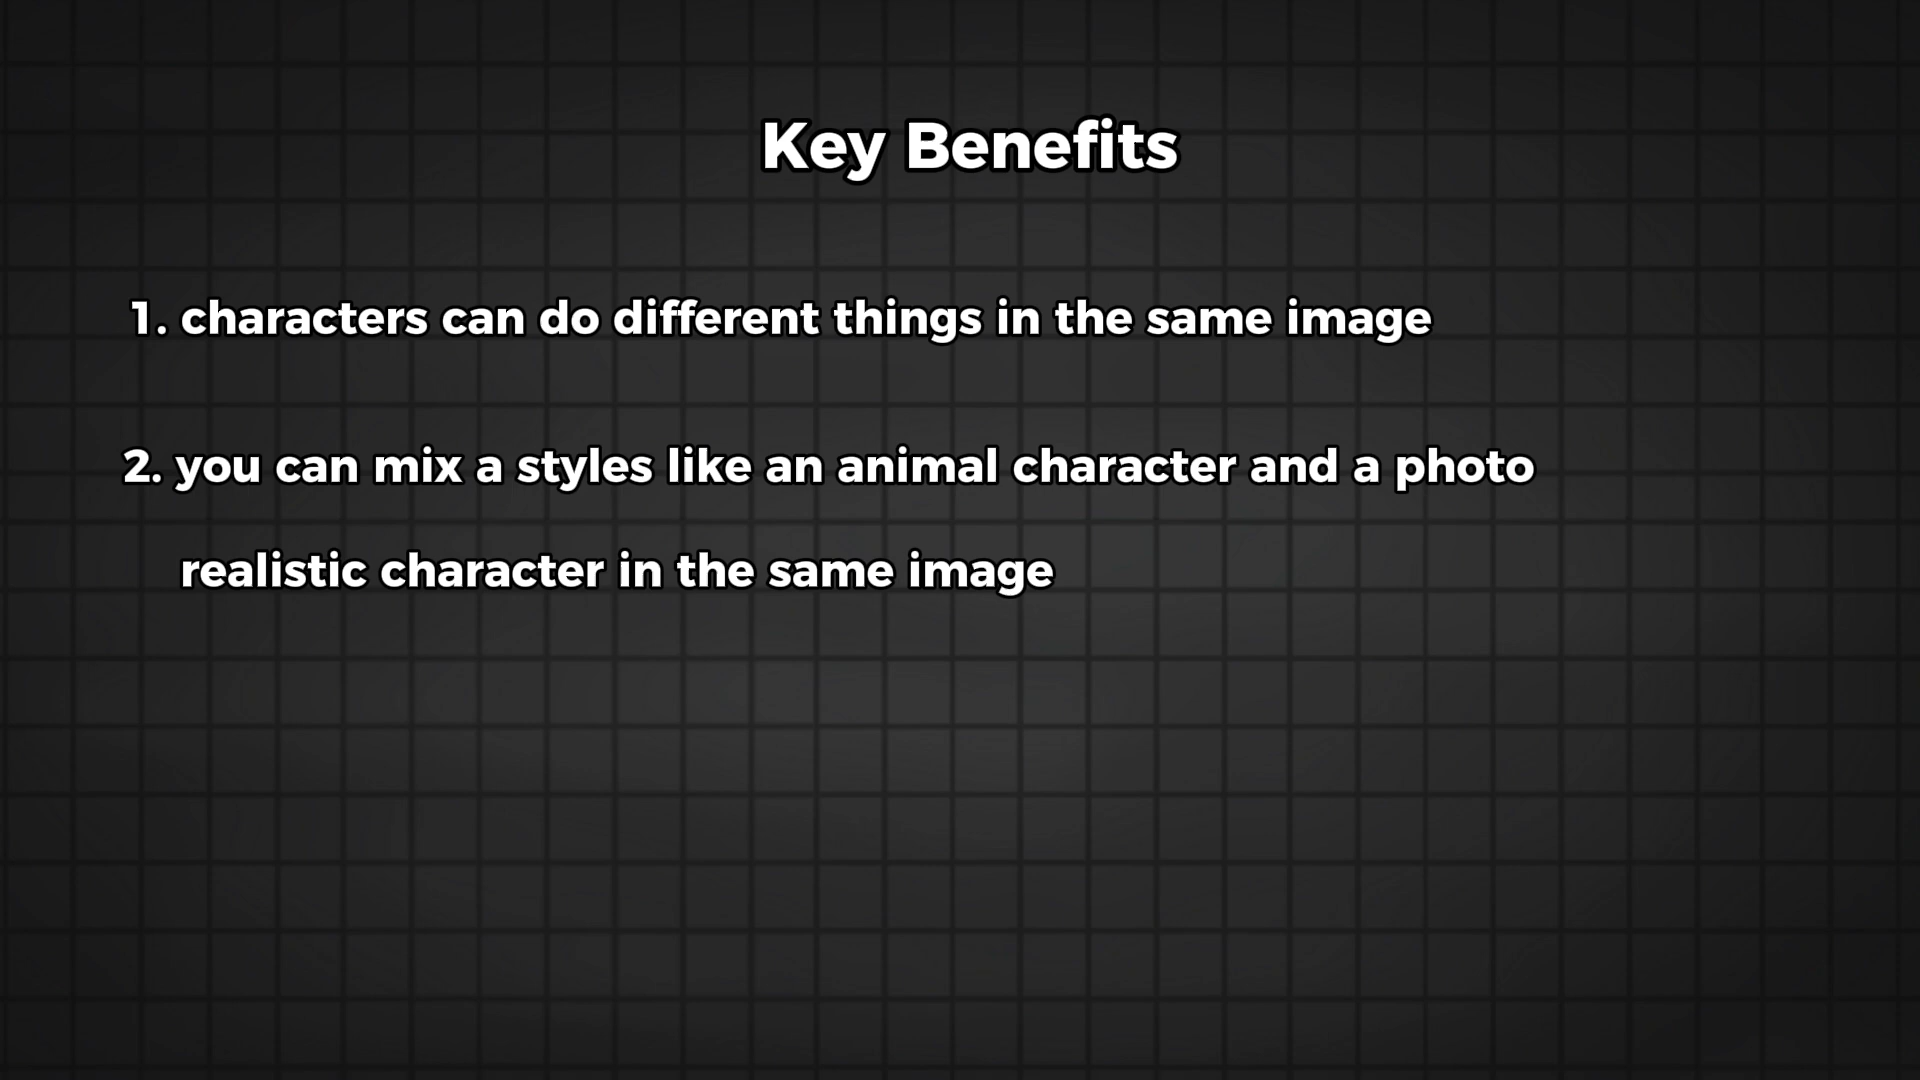 Key Benefits
1. characters can do different things in the same image
2. you can mix a styles like an animal character and a photo
realistic character in the same image